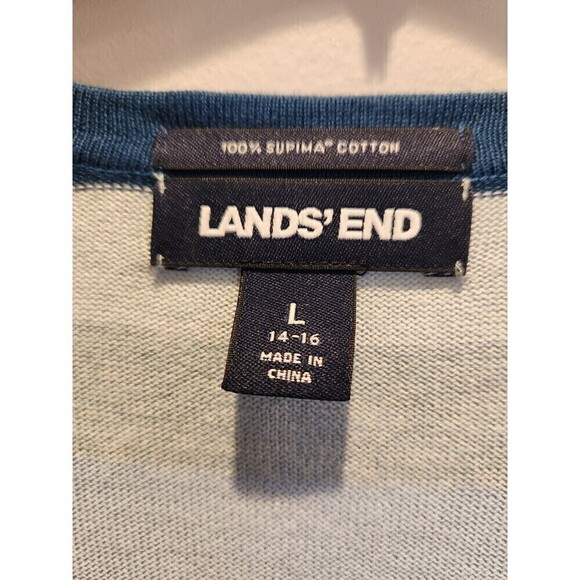 100% SUPIMA® COTTON
LANDS' END
L
14-16
MADE IN
CHINA